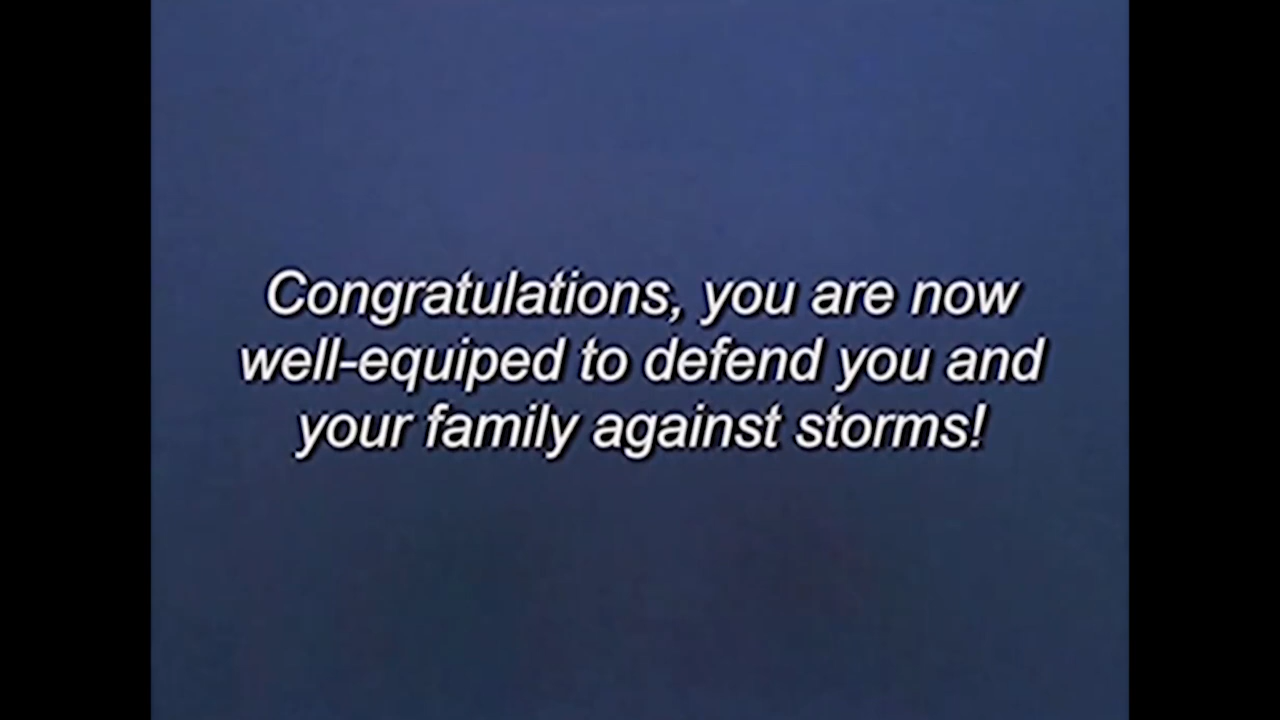 Congratulations, you are now
well-equiped to defend you and
your family against storms!